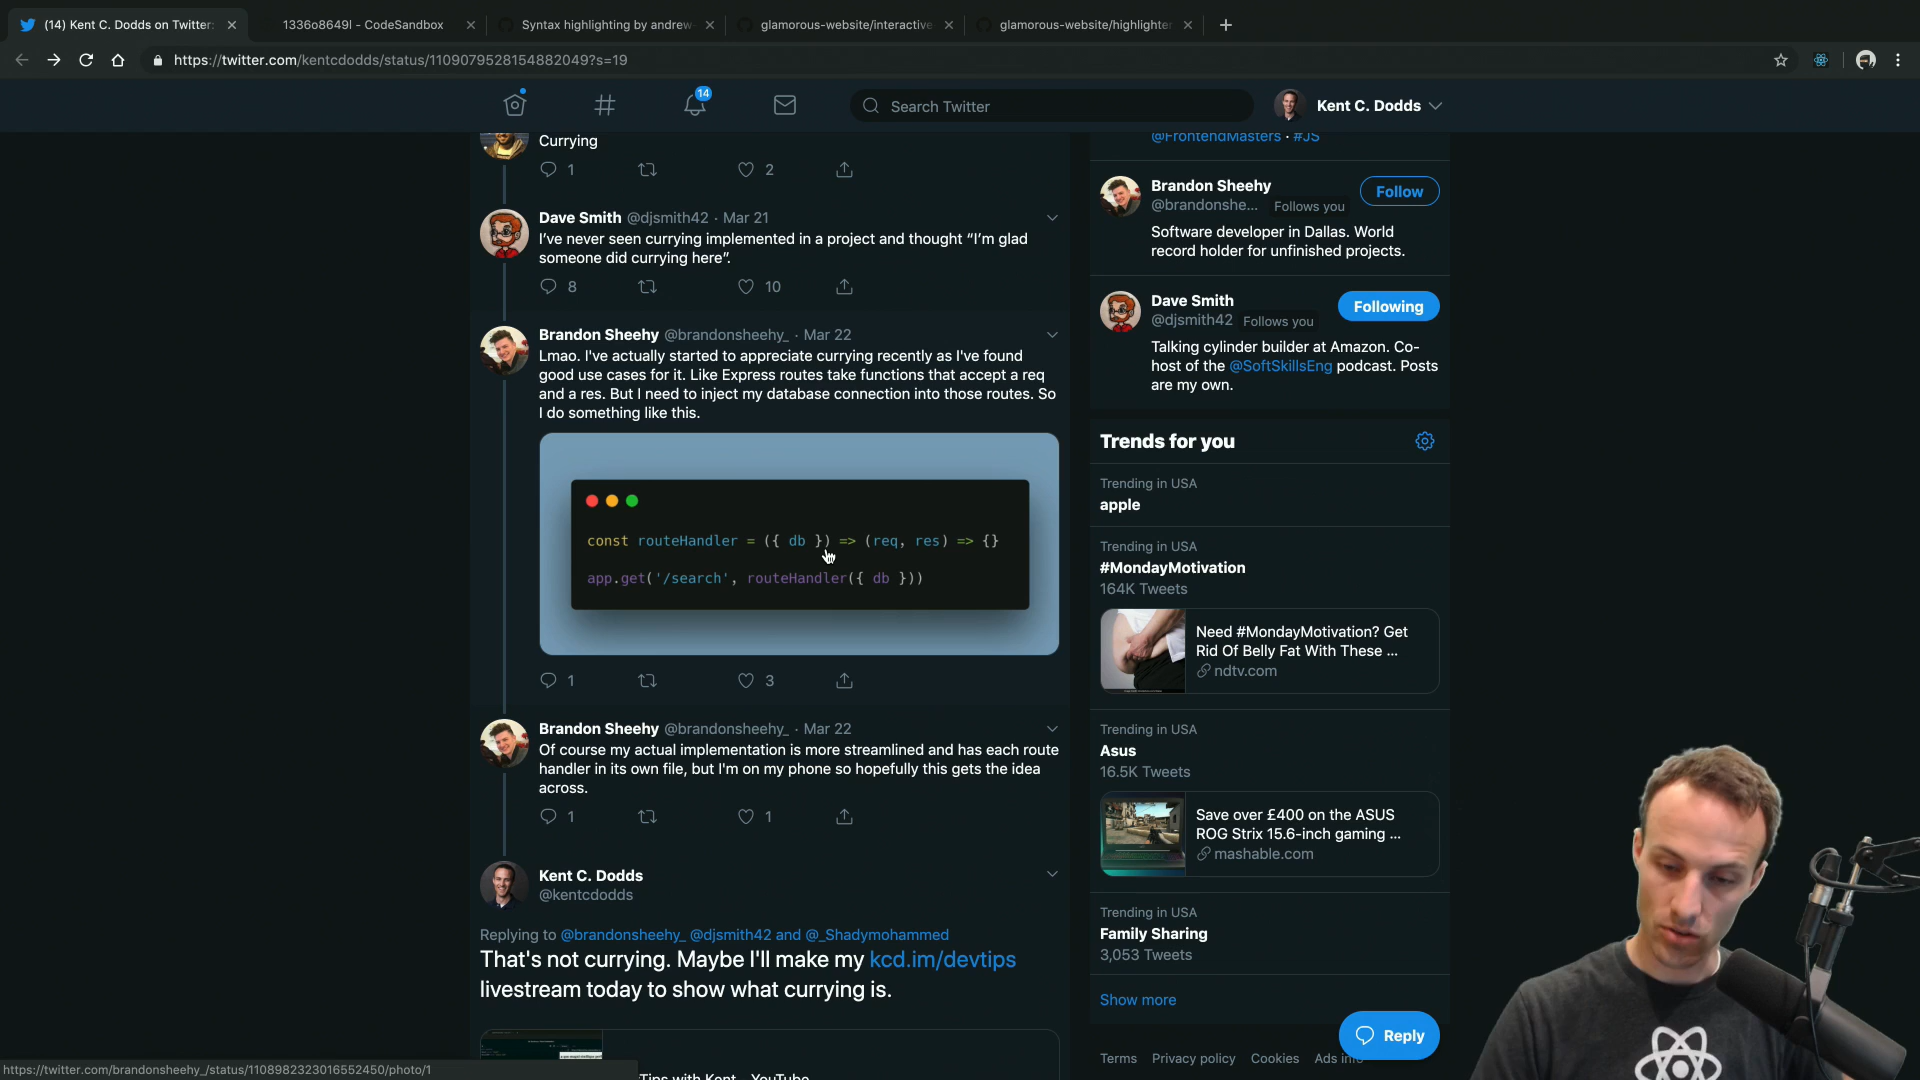 (14) Kent C. Dodds on Twitter:
1336o8649l - CodeSandbox
Syntax highlighting by andrew
glamorous-website/interactive
glamorous-website/highlighter
https://twitter.com/kentcdodds/status/1109079528154882049?s=19
14
Search Twitter
Kent C. Dodds
Currying
1
2
Dave Smith @djsmith42 · Mar 21
I've never seen currying implemented in a project and thought “I'm glad
someone did currying here”.
8
10
Brandon Sheehy @brandonsheehy_ · Mar 22
Lmao. I've actually started to appreciate currying recently as I've found
good use cases for it. Like Express routes take functions that accept a req
and a res. But I need to inject my database connection into those routes. So
I do something like this.
const routeHandler = ({ db }) => (req, res) => {}
app.get('/search', routeHandler({ db }))
1
3
Brandon Sheehy @brandonsheehy_ · Mar 22
Of course my actual implementation is more streamlined and has each route
handler in its own file, but I'm on my phone so hopefully this gets the idea
across.
1
1
Kent C. Dodds
@kentcdodds
Replying to @brandonsheehy_ @djsmith42 and @_Shadymohammed
That's not currying. Maybe I'll make my kcd.im/devtips
livestream today to show what currying is.
Tips with Kent - YouTube
@FrontendMasters · #JS
Brandon Sheehy
@brandonshe... Follows you
Follow
Software developer in Dallas. World
record holder for unfinished projects.
Dave Smith
@djsmith42 Follows you
Following
Talking cylinder builder at Amazon. Co-
host of the @SoftSkillsEng podcast. Posts
are my own.
Trends for you
Trending in USA
apple
Trending in USA
#MondayMotivation
164K Tweets
Need #MondayMotivation? Get
Rid Of Belly Fat With These ...
ndtv.com
Trending in USA
Asus
16.5K Tweets
Save over £400 on the ASUS
ROG Strix 15.6-inch gaming ...
mashable.com
Trending in USA
Family Sharing
3,053 Tweets
Show more
Reply
Terms Privacy policy Cookies Ads info
https://twitter.com/brandonsheehy_/status/1108982323016552450/photo/1